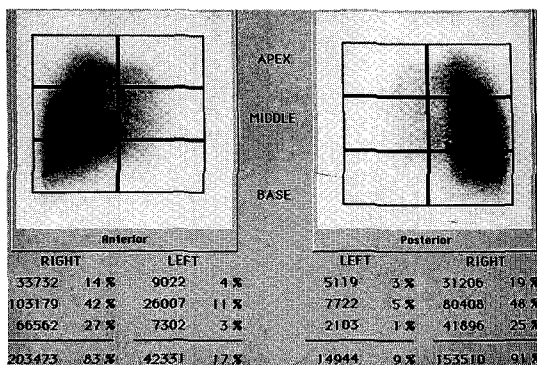 APEX
MIDDLE
BASE
Anterior
Posterior
RIGHT LEFT LEFT RIGHT
33732 14 % 9022 4 % 5119 3 % 31206 19 %
103179 42 % 26007 11 % 7722 5 % 80408 48 %
66562 27 % 7302 3 % 2103 1 % 41896 25 %
203473 83 % 42331 17 % 14944 9 % 153510 91 %